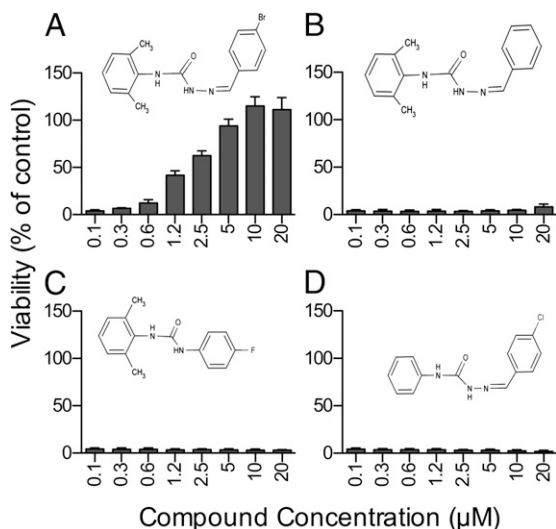 A
CH₃
H
N
O
HN
N
CH₃
Br
B
CH₃
H
N
O
HN
N
CH₃
Viability (% of control)
150
100
50
0
0.1 0.3 0.6 1.2 2.5 5 10 20
150
100
50
0
0.1 0.3 0.6 1.2 2.5 5 10 20
C
CH₃
H
N
O
HN
CH₃
F
D
H
N
O
N
H
N
Cl
150
100
50
0
0.1 0.3 0.6 1.2 2.5 5 10 20
150
100
50
0
0.1 0.3 0.6 1.2 2.5 5 10 20
Compound Concentration (µM)